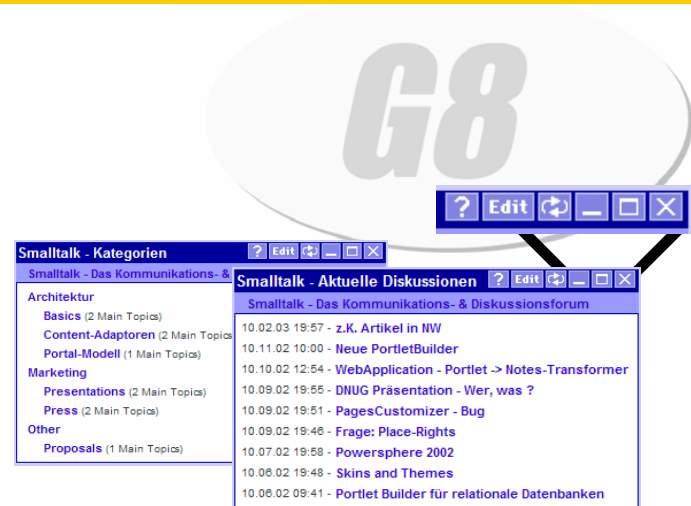 G8
? Edit
Smalltalk - Kategorien ? Edit
Smalltalk - Das Kommunikations- &
Architektur
Basics (2 Main Topics)
Content-Adaptoren (2 Main Topics
Portal-Modell (1 Main Topics)
Marketing
Presentations (2 Main Topics)
Press (2 Main Topics)
Other
Proposals (1 Main Topics)
Smalltalk - Aktuelle Diskussionen ? Edit
Smalltalk - Das Kommunikations- & Diskussionsforum
10.02.03 19:57 - z.K. Artikel in NW
10.11.02 10:00 - Neue PortletBuilder
10.10.02 12:54 - WebApplication - Portlet -> Notes-Transformer
10.09.02 19:55 - DNUG Präsentation - Wer, was ?
10.09.02 19:51 - PagesCustomizer - Bug
10.09.02 19:46 - Frage: Place-Rights
10.07.02 19:58 - Powersphere 2002
10.06.02 19:48 - Skins and Themes
10.06.02 09:41 - Portlet Builder für relationale Datenbanken